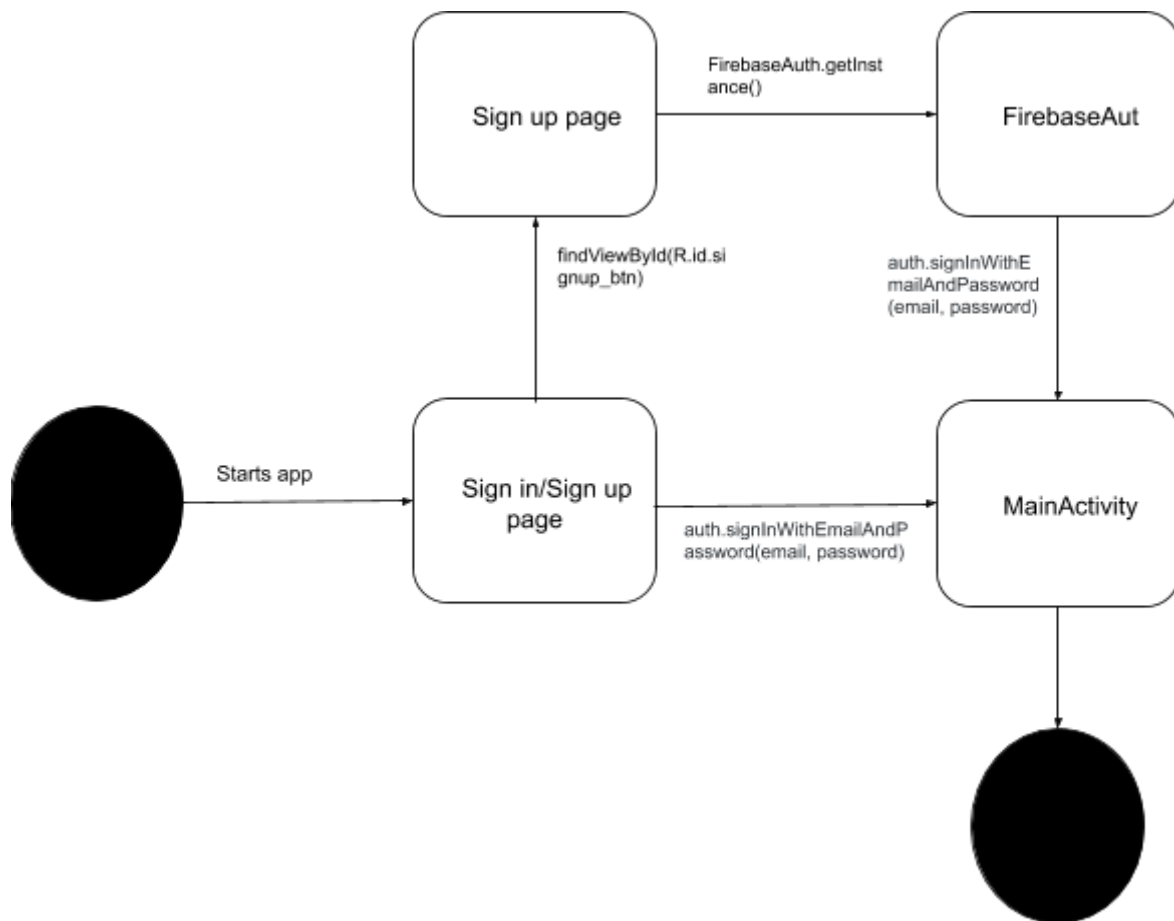 FirebaseAuth.getInst
ance()
Sign up page
FirebaseAut
findViewById(R.id.si
gnup_btn)
auth.signInWithE
mailAndPassword
(email, password)
Starts app
Sign in/Sign up
page
auth.signInWithEmailAndP
assword(email, password)
MainActivity